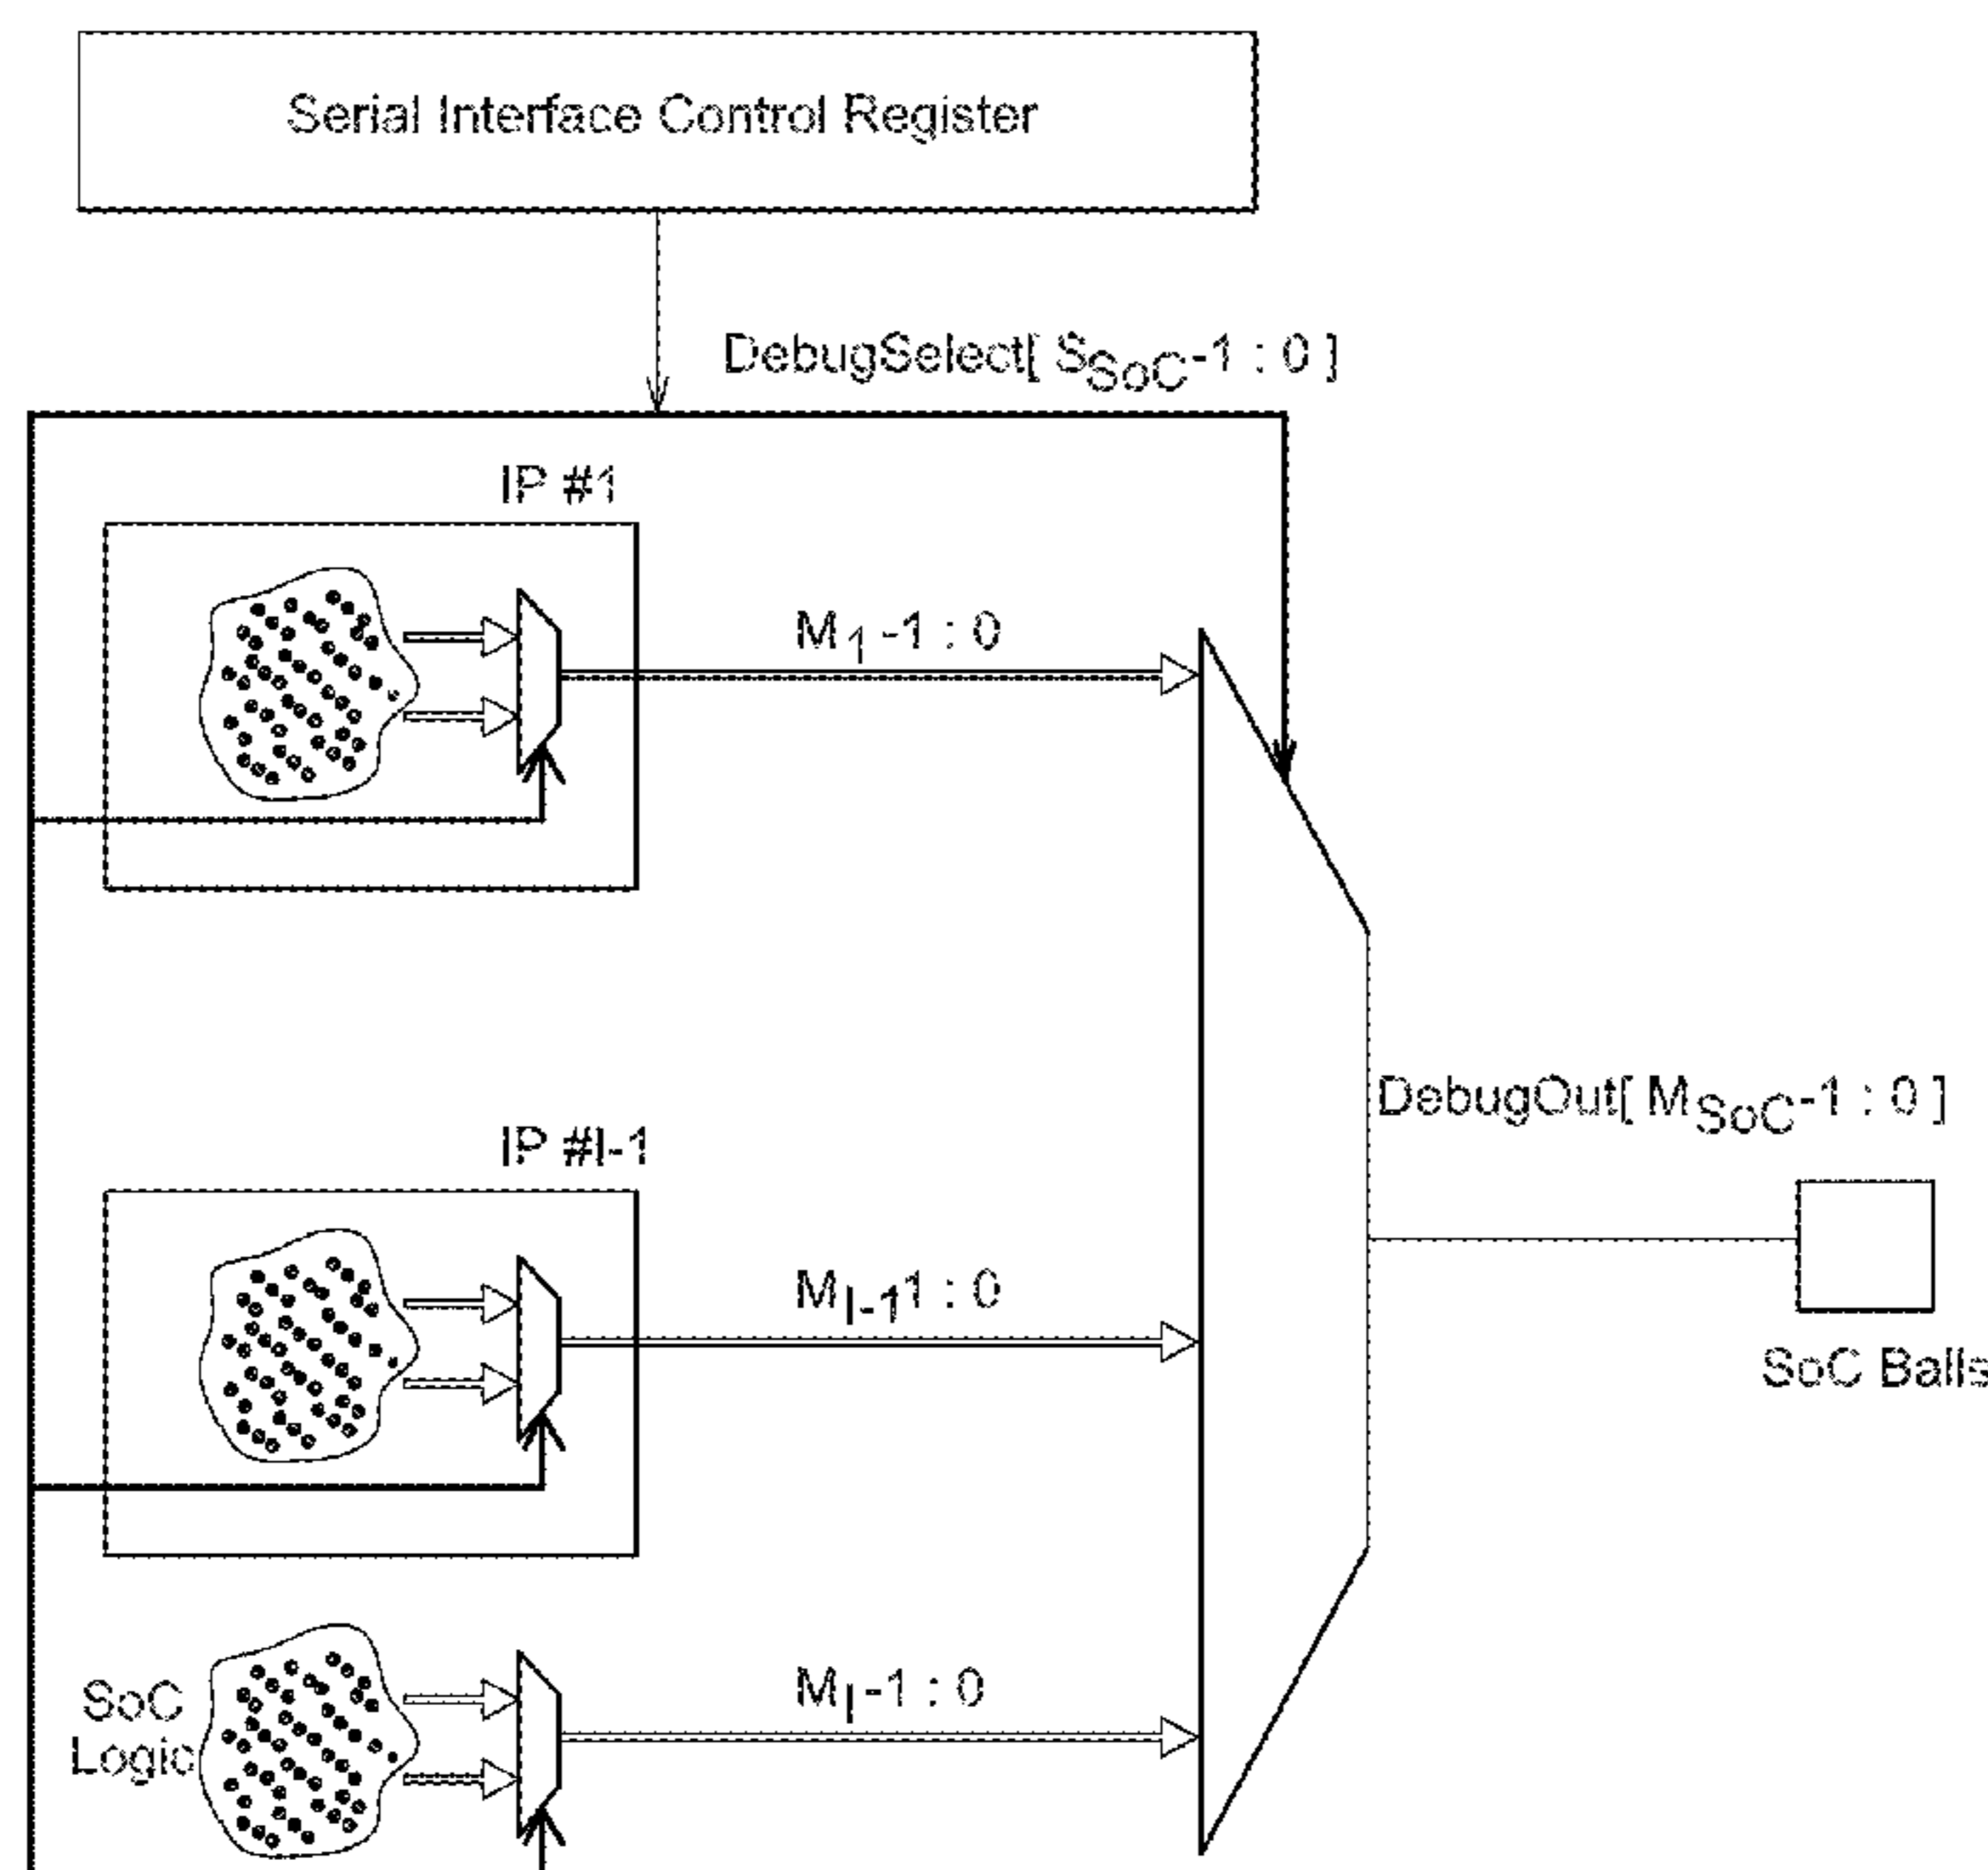 Serial Interface Control Register
DebugSelect[ SSoC-1 : 0 ]
IP #1
M1-1 : 0
DebugOut[ MSoC-1 : 0 ]
IP #I-1
MI-11 : 0
SoC Balls
SoC
Logic
MI-1 : 0